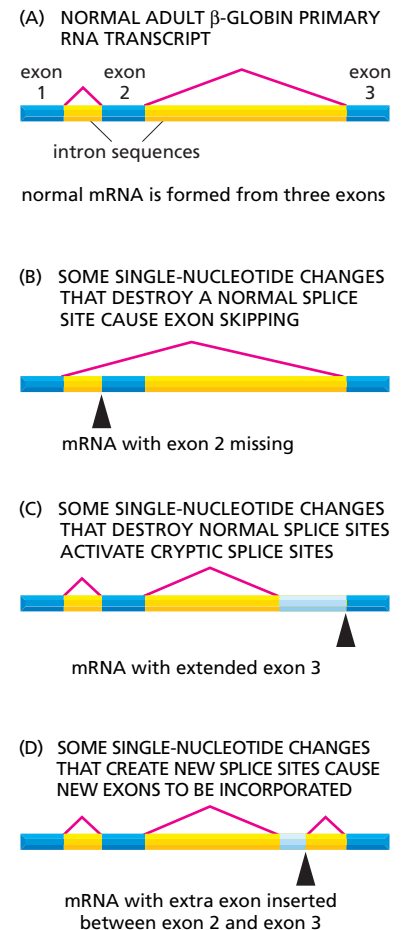 (A) NORMAL ADULT β-GLOBIN PRIMARY
RNA TRANSCRIPT
exon exon exon
1 2 3
intron sequences
normal mRNA is formed from three exons
(B) SOME SINGLE-NUCLEOTIDE CHANGES
THAT DESTROY A NORMAL SPLICE
SITE CAUSE EXON SKIPPING
mRNA with exon 2 missing
(C) SOME SINGLE-NUCLEOTIDE CHANGES
THAT DESTROY NORMAL SPLICE SITES
ACTIVATE CRYPTIC SPLICE SITES
mRNA with extended exon 3
(D) SOME SINGLE-NUCLEOTIDE CHANGES
THAT CREATE NEW SPLICE SITES CAUSE
NEW EXONS TO BE INCORPORATED
mRNA with extra exon inserted
between exon 2 and exon 3